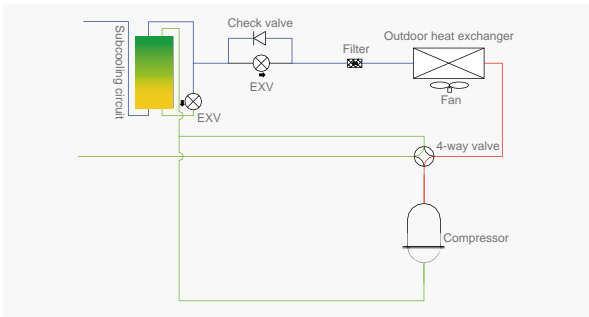 Check valve
Outdoor heat exchanger
Filter
Subcooling circuit
EXV
Fan
EXV
4-way valve
Compressor